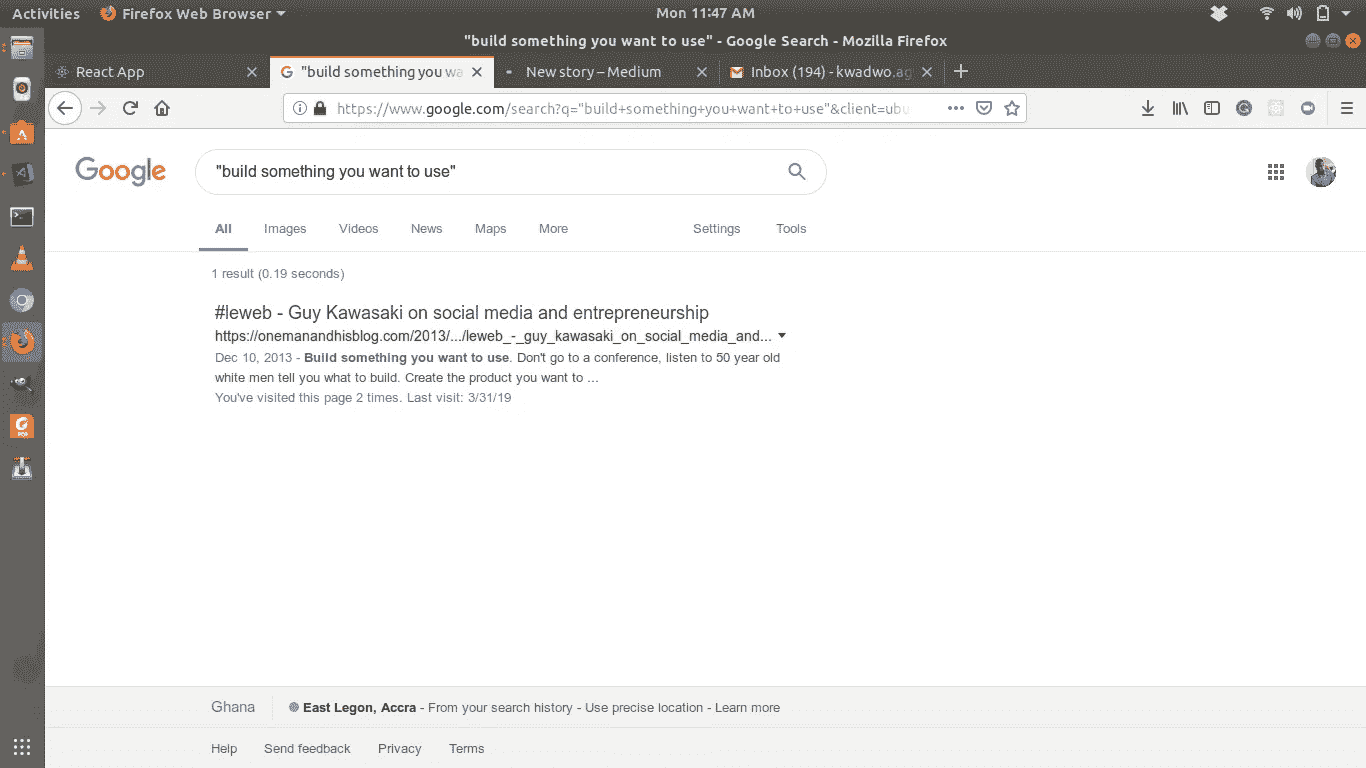 Activities Firefox Web Browser Mon 11:47 AM
"build something you want to use" - Google Search - Mozilla Firefox
React App "build something you wa New story – Medium Inbox (194) - kwadwo.ag
https://www.google.com/search?q="build+something+you+want+to+use"&client=ubu
Google "build something you want to use"
All Images Videos News Maps More Settings Tools
1 result (0.19 seconds)
#leweb - Guy Kawasaki on social media and entrepreneurship
https://onemanandhisblog.com/2013/.../leweb_-_guy_kawasaki_on_social_media_and...
Dec 10, 2013 - Build something you want to use. Don't go to a conference, listen to 50 year old
white men tell you what to build. Create the product you want to ...
You've visited this page 2 times. Last visit: 3/31/19
Ghana East Legon, Accra - From your search history - Use precise location - Learn more
Help Send feedback Privacy Terms